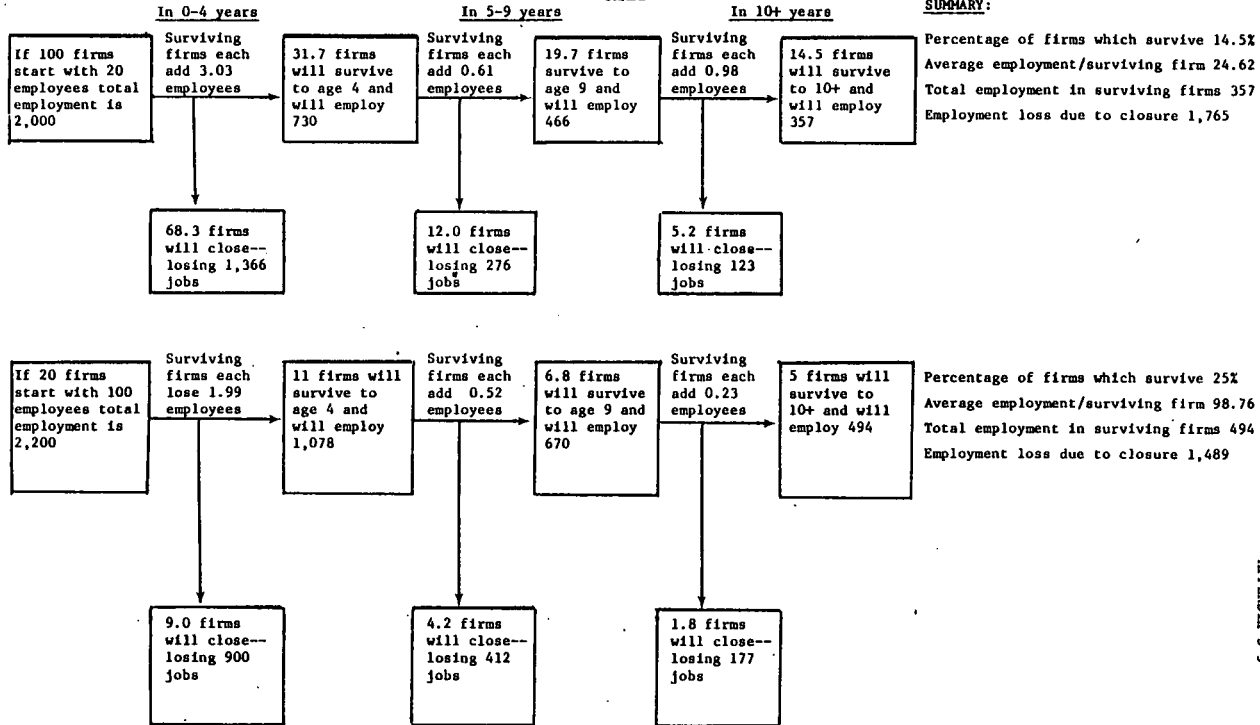 In 0-4 years
In 5-9 years
In 10+ years
SUMMARY:
If 100 firms
start with 20
employees total
employment is
2,000
Surviving
firms each
add 3.03
employees
31.7 firms
will survive
to age 4 and
will employ
730
Surviving
firms each
add 0.61
employees
19.7 firms
survive to
age 9 and
will employ
466
Surviving
firms each
add 0.98
employees
14.5 firms
will survive
to 10+ and
will employ
357
Percentage of firms which survive 14.5%
Average employment/surviving firm 24.62
Total employment in surviving firms 357
Employment loss due to closure 1,765
68.3 firms
will close--
losing 1,366
jobs
12.0 firms
will close--
losing 276
jobs
5.2 firms
will close--
losing 123
jobs
If 20 firms
start with 100
employees total
employment is
2,200
Surviving
firms each
lose 1.99
employees
11 firms will
survive to
age 4 and
will employ
1,078
Surviving
firms each
add 0.52
employees
6.8 firms
will survive
to age 9 and
will employ
670
Surviving
firms each
add 0.23
employees
5 firms will
survive to
10+ and will
employ 494
Percentage of firms which survive 25%
Average employment/surviving firm 98.76
Total employment in surviving firms 494
Employment loss due to closure 1,489
9.0 firms
will close--
losing 900
jobs
4.2 firms
will close--
losing 412
jobs
1.8 firms
will close--
losing 177
jobs